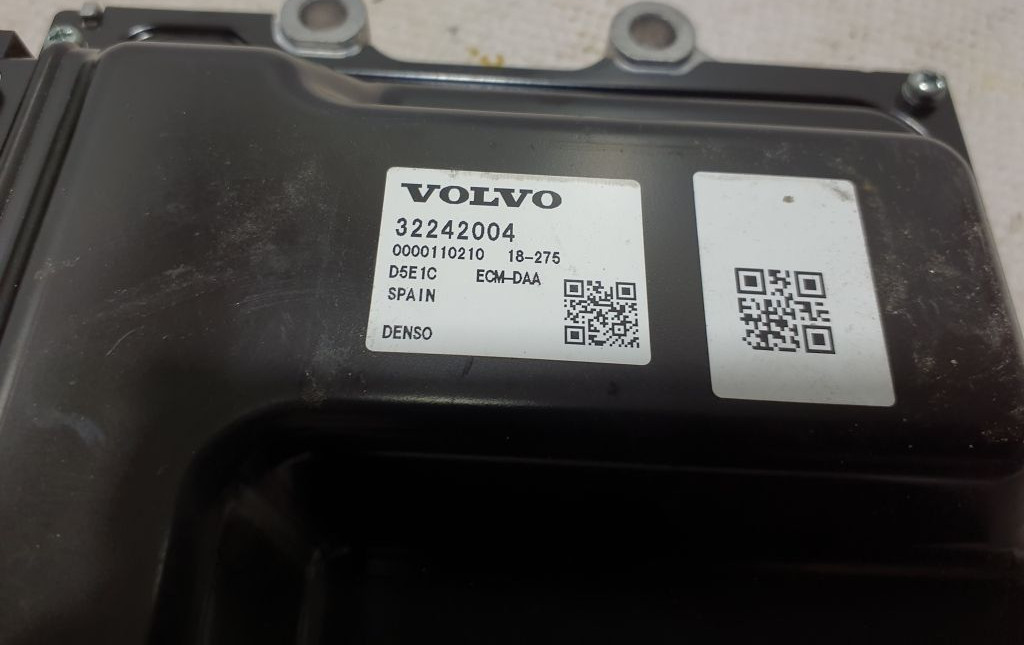 VOLVO
32242004
0000110210 18-275
D5E1C ECM-DAA
SPAIN
DENSO